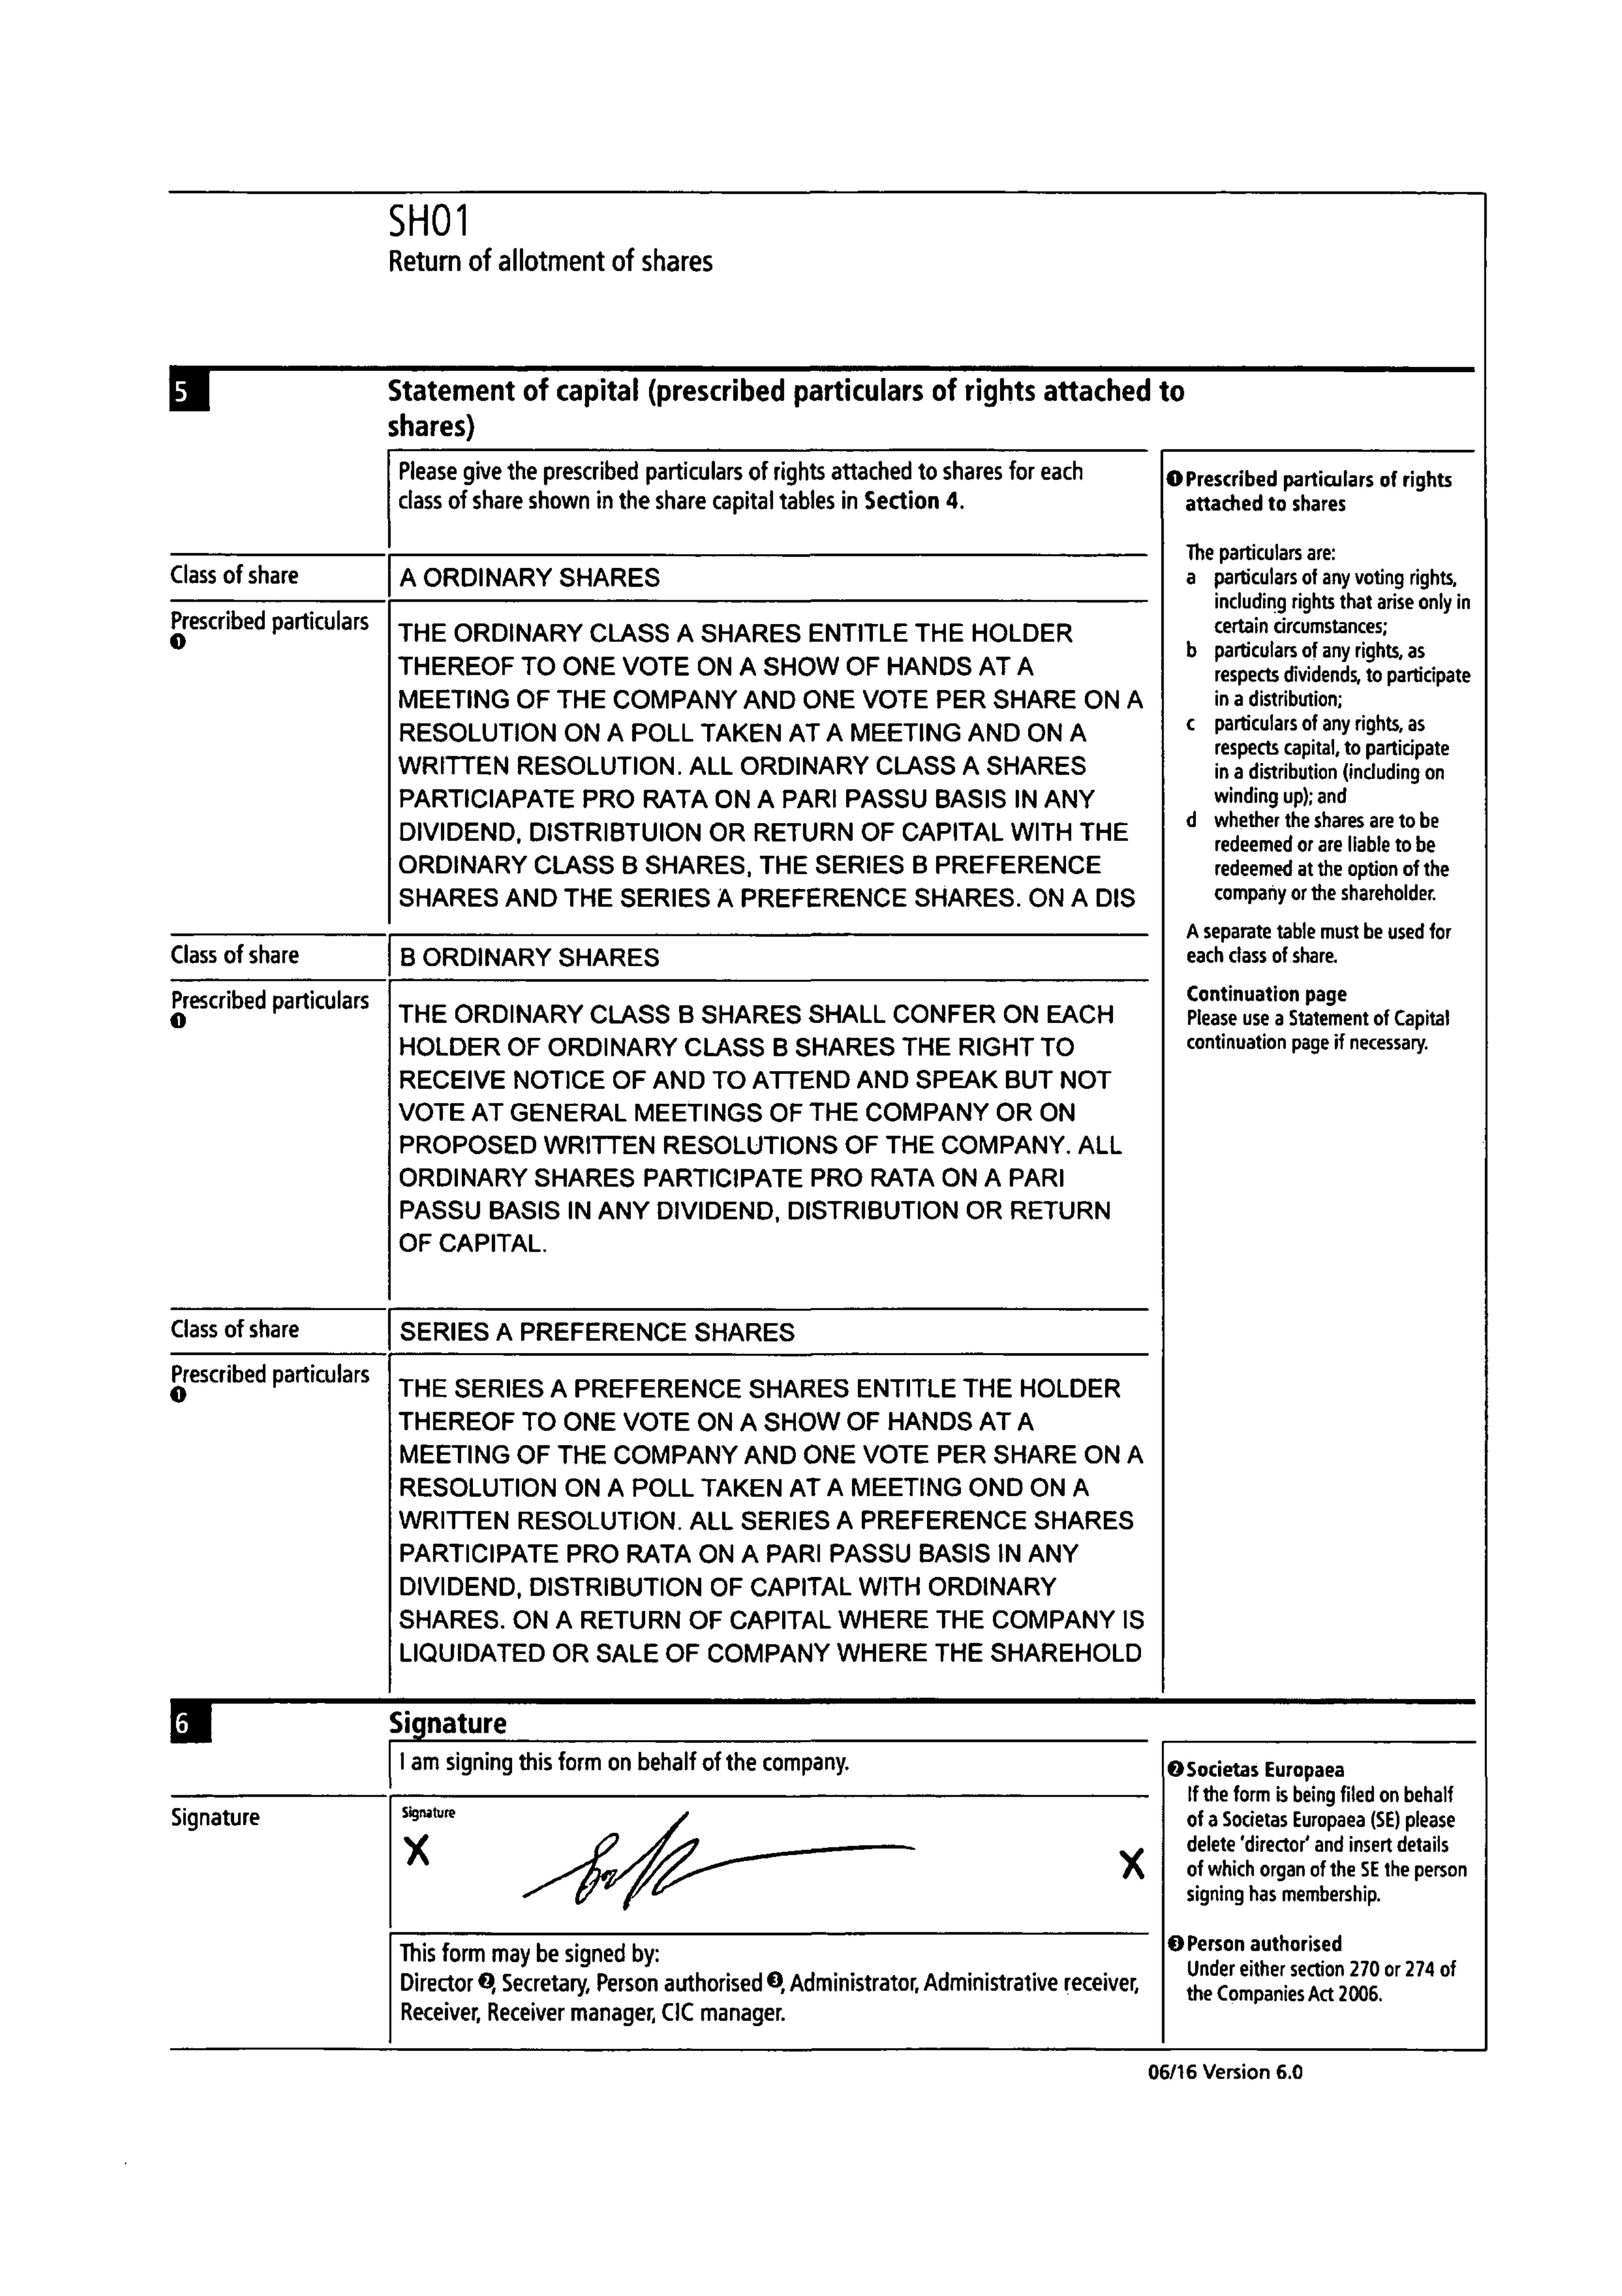 SH01
Return of allotment of shares
5
Statement of capital (prescribed particulars of rights attached to
shares)
Please give the prescribed particulars of rights attached to shares for each
class of share shown in the share capital tables in Section 4.
Class of share
A ORDINARY SHARES
Prescribed particulars
❶
THE ORDINARY CLASS A SHARES ENTITLE THE HOLDER
THEREOF TO ONE VOTE ON A SHOW OF HANDS AT A
MEETING OF THE COMPANY AND ONE VOTE PER SHARE ON A
RESOLUTION ON A POLL TAKEN AT A MEETING AND ON A
WRITTEN RESOLUTION. ALL ORDINARY CLASS A SHARES
PARTICIAPATE PRO RATA ON A PARI PASSU BASIS IN ANY
DIVIDEND, DISTRIBTUION OR RETURN OF CAPITAL WITH THE
ORDINARY CLASS B SHARES, THE SERIES B PREFERENCE
SHARES AND THE SERIES A PREFERENCE SHARES. ON A DIS
Class of share
B ORDINARY SHARES
Prescribed particulars
❶
THE ORDINARY CLASS B SHARES SHALL CONFER ON EACH
HOLDER OF ORDINARY CLASS B SHARES THE RIGHT TO
RECEIVE NOTICE OF AND TO ATTEND AND SPEAK BUT NOT
VOTE AT GENERAL MEETINGS OF THE COMPANY OR ON
PROPOSED WRITTEN RESOLUTIONS OF THE COMPANY. ALL
ORDINARY SHARES PARTICIPATE PRO RATA ON A PARI
PASSU BASIS IN ANY DIVIDEND, DISTRIBUTION OR RETURN
OF CAPITAL.
Class of share
SERIES A PREFERENCE SHARES
Prescribed particulars
❶
THE SERIES A PREFERENCE SHARES ENTITLE THE HOLDER
THEREOF TO ONE VOTE ON A SHOW OF HANDS AT A
MEETING OF THE COMPANY AND ONE VOTE PER SHARE ON A
RESOLUTION ON A POLL TAKEN AT A MEETING OND ON A
WRITTEN RESOLUTION. ALL SERIES A PREFERENCE SHARES
PARTICIPATE PRO RATA ON A PARI PASSU BASIS IN ANY
DIVIDEND, DISTRIBUTION OF CAPITAL WITH ORDINARY
SHARES. ON A RETURN OF CAPITAL WHERE THE COMPANY IS
LIQUIDATED OR SALE OF COMPANY WHERE THE SHAREHOLD
❶ Prescribed particulars of rights
attached to shares
The particulars are:
a particulars of any voting rights,
including rights that arise only in
certain circumstances;
b particulars of any rights, as
respects dividends, to participate
in a distribution;
c particulars of any rights, as
respects capital, to participate
in a distribution (including on
winding up); and
d whether the shares are to be
redeemed or are liable to be
redeemed at the option of the
company or the shareholder.
A separate table must be used for
each class of share.
Continuation page
Please use a Statement of Capital
continuation page if necessary.
6
Signature
I am signing this form on behalf of the company.
Signature
Signature
X
X
This form may be signed by:
Director ❷, Secretary, Person authorised ❸, Administrator, Administrative receiver,
Receiver, Receiver manager, CIC manager.
❷ Societas Europaea
If the form is being filed on behalf
of a Societas Europaea (SE) please
delete 'director' and insert details
of which organ of the SE the person
signing has membership.
❸ Person authorised
Under either section 270 or 274 of
the Companies Act 2006.
06/16 Version 6.0